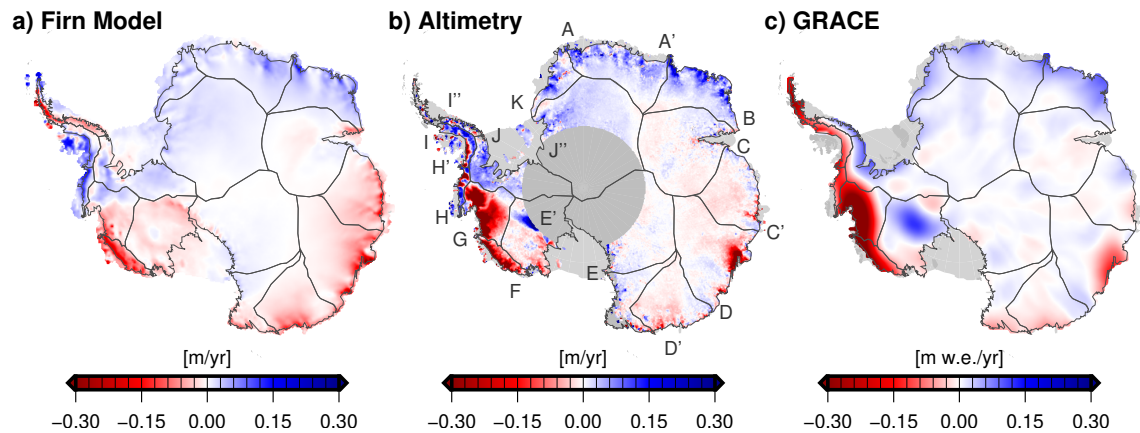 a) Firn Model b) Altimetry c) GRACE
A A'
I'' K
B
I J C
H' J''
H E' C'
G
E
F D
D'
[m/yr] [m/yr] [m w.e./yr]
−0.30 −0.15 0.00 0.15 0.30 −0.30 −0.15 0.00 0.15 0.30 −0.30 −0.15 0.00 0.15 0.30